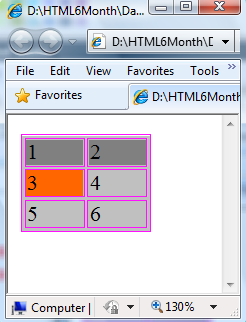 D:\HTML6Month\Da
D:\HTML6Month\D
File Edit View Favorites Tools »
Favorites D:\HTML6Month
1 2
3 4
5 6
Computer | 130%